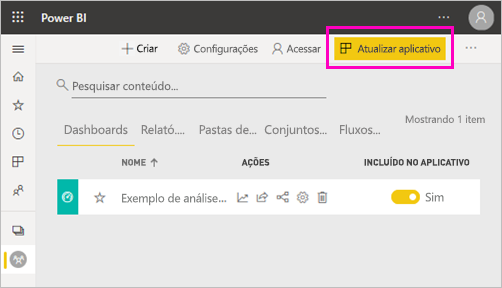 Power BI
Criar Configurações Acessar Atualizar aplicativo
Pesquisar conteúdo...
Mostrando 1 item
Dashboards Relató.... Pastas de... Conjuntos... Fluxos...
NOME AÇÕES INCLUÍDO NO APLICATIVO
Exemplo de análise... Sim